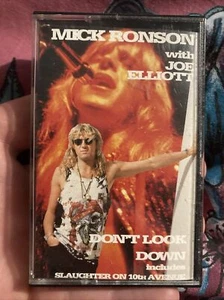 MICK RONSON
with
JOE
ELLIOTT
DON'T LOOK
DOWN
includes
SLAUGHTER ON 10TH AVENUE